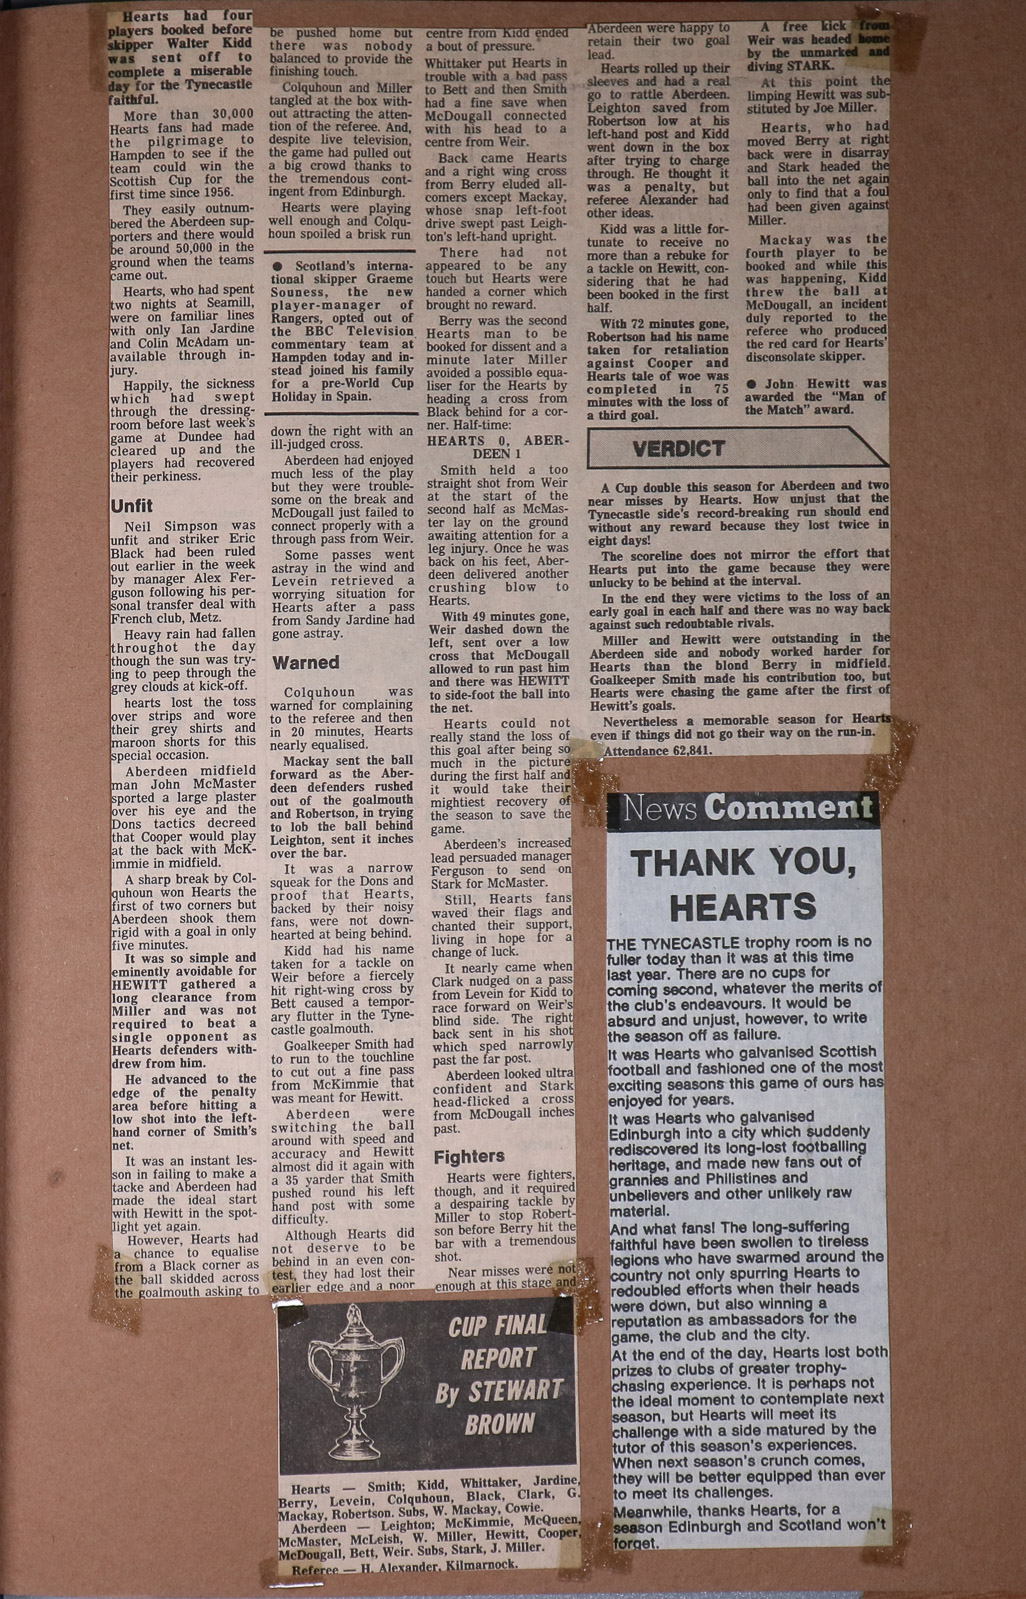 Hearts had four
players booked before
skipper Walter Kidd
was sent off to
complete a miserable
day for the Tynecastle
faithful.
More than 30,000
Hearts fans had made
the pilgrimage to
Hampden to see if the
team could win the
Scottish Cup for the
first time since 1956.
They easily outnum-
bered the Aberdeen sup-
porters and there would
be around 50,000 in the
ground when the teams
came out.
Hearts, who had spent
two nights at Seamill,
were on familiar lines
with only Ian Jardine
and Colin McAdam un-
available through in-
jury.
Happily, the sickness
which had swept
through the dressing-
room before last week's
game at Dundee had
cleared up and the
players had recovered
their perkiness.
Unfit
Neil Simpson was
unfit and striker Eric
Black had been ruled
out earlier in the week
by manager Alex Fer-
guson following his per-
sonal transfer deal with
French club, Metz.
Heavy rain had fallen
throughot the day
though the sun was try-
ing to peep through the
grey clouds at kick-off.
hearts lost the toss
over strips and wore
their grey shirts and
maroon shorts for this
special occasion.
Aberdeen midfield
man John McMaster
sported a large plaster
over his eye and the
Dons tactics decreed
that Cooper would play
at the back with McK-
immie in midfield.
A sharp break by Col-
quhoun won Hearts the
first of two corners but
Aberdeen shook them
rigid with a goal in only
five minutes.
It was so simple and
eminently avoidable for
HEWITT gathered a
long clearance from
Miller and was not
required to beat a
single opponent as
Hearts defenders with-
drew from him.
He advanced to the
edge of the penalty
area before hitting a
low shot into the left-
hand corner of Smith's
net.
It was an instant les-
son in failing to make a
tacke and Aberdeen had
made the ideal start
with Hewitt in the spot-
light yet again.
However, Hearts had
a chance to equalise
from a Black corner as
the ball skidded across
the goalmouth asking to
be pushed home but
there was nobody
balanced to provide the
finishing touch.
Colquhoun and Miller
tangled at the box with-
out attracting the atten-
tion of the referee. And,
despite live television,
the game had pulled out
a big crowd thanks to
the tremendous cont-
ingent from Edinburgh.
Hearts were playing
well enough and Colqu-
houn spoiled a brisk run
● Scotland's interna-
tional skipper Graeme
Souness, the new
player-manager of
Rangers, opted out of
the BBC Television
commentary team at
Hampden today and in-
stead joined his family
for a pre-World Cup
Holiday in Spain.
down the right with an
ill-judged cross.
Aberdeen had enjoyed
much less of the play
but they were trouble-
some on the break and
McDougall just failed to
connect properly with a
through pass from Weir.
Some passes went
astray in the wind and
Levein retrieved a
worrying situation for
Hearts after a pass
from Sandy Jardine had
gone astray.
Warned
Colquhoun was
warned for complaining
to the referee and then
in 20 minutes, Hearts
nearly equalised.
Mackay sent the ball
forward as the Aber-
deen defenders rushed
out of the goalmouth
and Robertson, in trying
to lob the ball behind
Leighton, sent it inches
over the bar.
It was a narrow
squeak for the Dons and
proof that Hearts,
backed by their noisy
fans, were not down-
hearted at being behind.
Kidd had his name
taken for a tackle on
Weir before a fiercely
hit right-wing cross by
Bett caused a tempor-
ary flutter in the Tyne-
castle goalmouth.
Goalkeeper Smith had
to run to the touchline
to cut out a fine pass
from McKimmie that
was meant for Hewitt.
Aberdeen were
switching the ball
around with speed and
accuracy and Hewitt
almost did it again with
a 35 yarder that Smith
pushed round his left
hand post with some
difficulty.
Although Hearts did
not deserve to be
behind in an even con-
test, they had lost their
earlier edge and a poor
centre from Kidd ended
a bout of pressure.
Whittaker put Hearts in
trouble with a bad pass
to Bett and then Smith
had a fine save when
McDougall connected
with his head to a
centre from Weir.
Back came Hearts
and a right wing cross
from Berry eluded all-
comers except Mackay,
whose snap left-foot
drive swept past Leigh-
ton's left-hand upright.
There had not
appeared to be any
touch but Hearts were
handed a corner which
brought no reward.
Berry was the second
Hearts man to be
booked for dissent and a
minute later Miller
avoided a possible equa-
liser for the Hearts by
heading a cross from
Black behind for a cor-
ner. Half-time:
HEARTS 0, ABER-
DEEN 1
Smith held a too
straight shot from Weir
at the start of the
second half as McMas-
ter lay on the ground
awaiting attention for a
leg injury. Once he was
back on his feet, Aber-
deen delivered another
crushing blow to
Hearts.
With 49 minutes gone,
Weir dashed down the
left, sent over a low
cross that McDougall
allowed to run past him
and there was HEWITT
to side-foot the ball into
the net.
Hearts could not
really stand the loss of
this goal after being so
much in the picture
during the first half and
it would take their
mightiest recovery of
the season to save the
game.
Aberdeen's increased
lead persuaded manager
Ferguson to send on
Stark for McMaster.
Still, Hearts fans
waved their flags and
chanted their support,
living in hope for a
change of luck.
It nearly came when
Clark nudged on a pass
from Levein for Kidd to
race forward on Weir's
blind side. The right
back sent in his shot
which sped narrowly
past the far post.
Aberdeen looked ultra
confident and Stark
head-flicked a cross
from McDougall inches
past.
Fighters
Hearts were fighters,
though, and it required
a despairing tackle by
Miller to stop Robert-
son before Berry hit the
bar with a tremendous
shot.
Near misses were not
enough at this stage and
Aberdeen were happy to
retain their two goal
lead.
Hearts rolled up their
sleeves and had a real
go to rattle Aberdeen.
Leighton saved from
Robertson low at his
left-hand post and Kidd
went down in the box
after trying to charge
through. He thought it
was a penalty, but
referee Alexander had
other ideas.
Kidd was a little for-
tunate to receive no
more than a rebuke for
a tackle on Hewitt, con-
sidering that he had
been booked in the first
half.
With 72 minutes gone,
Robertson had his name
taken for retaliation
against Cooper and
Hearts tale of woe was
completed in 75
minutes with the loss of
a third goal.
A free kick from
Weir was headed home
by the unmarked and
diving STARK.
At this point the
limping Hewitt was sub-
stituted by Joe Miller.
Hearts, who had
moved Berry at right
back were in disarray
and Stark headed the
ball into the net again
only to find that a foul
had been given against
Miller.
Mackay was the
fourth player to be
booked and while this
was happening, Kidd
threw the ball at
McDougall, an incident
duly reported to the
referee who produced
the red card for Hearts'
disconsolate skipper.
● John Hewitt was
awarded the "Man of
the Match" award.
VERDICT
A Cup double this season for Aberdeen and two
near misses by Hearts. How unjust that the
Tynecastle side's record-breaking run should end
without any reward because they lost twice in
eight days!
The scoreline does not mirror the effort that
Hearts put into the game because they were
unlucky to be behind at the interval.
In the end they were victims to the loss of an
early goal in each half and there was no way back
against such redoubtable rivals.
Miller and Hewitt were outstanding in the
Aberdeen side and nobody worked harder for
Hearts than the blond Berry in midfield.
Goalkeeper Smith made his contribution too, but
Hearts were chasing the game after the first of
Hewitt's goals.
Nevertheless a memorable season for Hearts
even if things did not go their way on the run-in.
Attendance 62,841.
News Comment
THANK YOU,
HEARTS
THE TYNECASTLE trophy room is no
fuller today than it was at this time
last year. There are no cups for
coming second, whatever the merits of
the club's endeavours. It would be
absurd and unjust, however, to write
the season off as failure.
It was Hearts who galvanised Scottish
football and fashioned one of the most
exciting seasons this game of ours has
enjoyed for years.
It was Hearts who galvanised
Edinburgh into a city which suddenly
rediscovered its long-lost footballing
heritage, and made new fans out of
grannies and Philistines and
unbelievers and other unlikely raw
material.
And what fans! The long-suffering
faithful have been swollen to tireless
legions who have swarmed around the
country not only spurring Hearts to
redoubled efforts when their heads
were down, but also winning a
reputation as ambassadors for the
game, the club and the city.
At the end of the day, Hearts lost both
prizes to clubs of greater trophy-
chasing experience. It is perhaps not
the ideal moment to contemplate next
season, but Hearts will meet its
challenge with a side matured by the
tutor of this season's experiences.
When next season's crunch comes,
they will be better equipped than ever
to meet its challenges.
Meanwhile, thanks Hearts, for a
season Edinburgh and Scotland won't
forget.
CUP FINAL
REPORT
By STEWART
BROWN
Hearts — Smith; Kidd, Whittaker, Jardine,
Berry, Levein, Colquhoun, Black, Clark, G.
Mackay, Robertson. Subs, W. Mackay, Cowie.
Aberdeen — Leighton; McKimmie, McQueen,
McMaster, McLeish, W. Miller, Hewitt, Cooper,
McDougall, Bett, Weir. Subs, Stark, J. Miller.
Referee — H. Alexander, Kilmarnock.